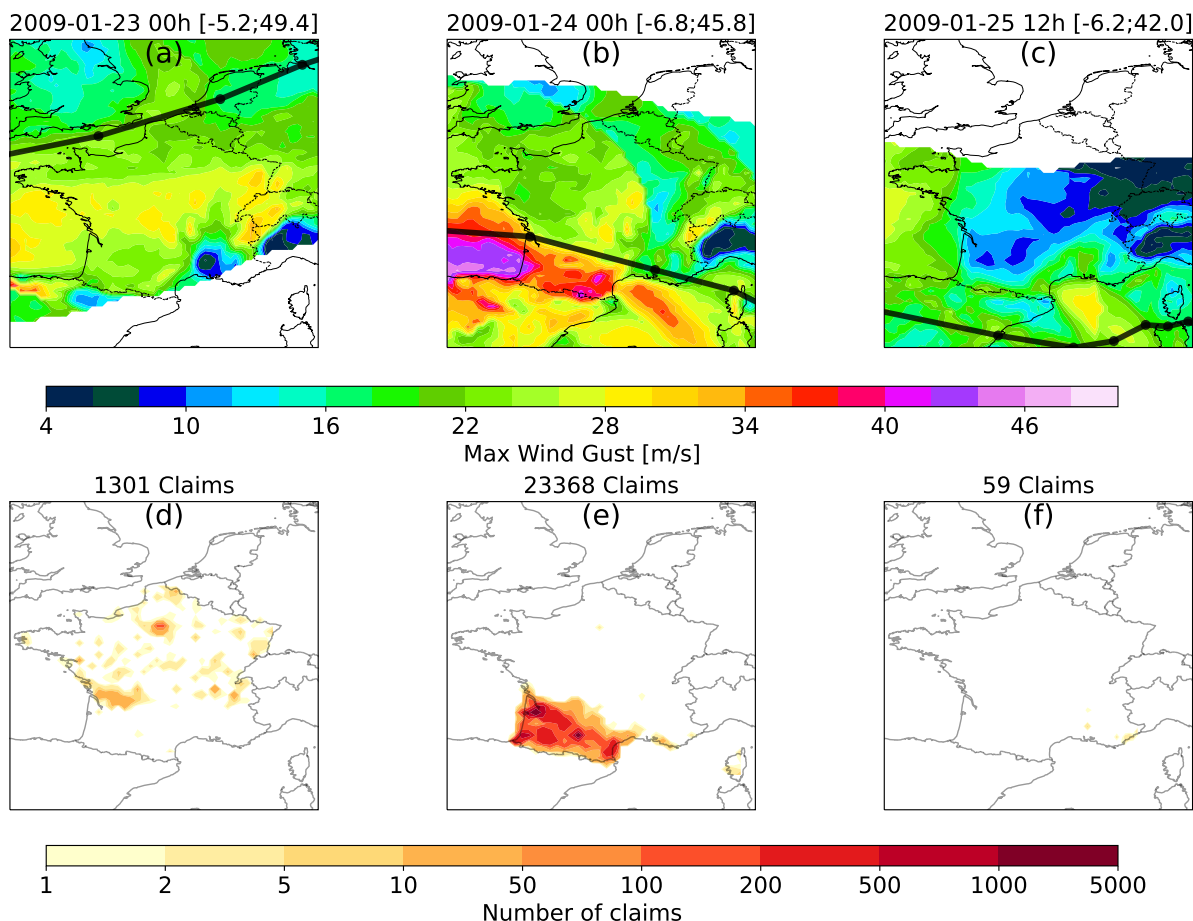 2009-01-23 00h [-5.2;49.4]
2009-01-24 00h [-6.8;45.8]
2009-01-25 12h [-6.2;42.0]
(a)
(b)
(c)
4 10 16 22 28 34 40 46
Max Wind Gust [m/s]
1301 Claims
23368 Claims
59 Claims
(d)
(e)
(f)
1 2 5 10 50 100 200 500 1000 5000
Number of claims